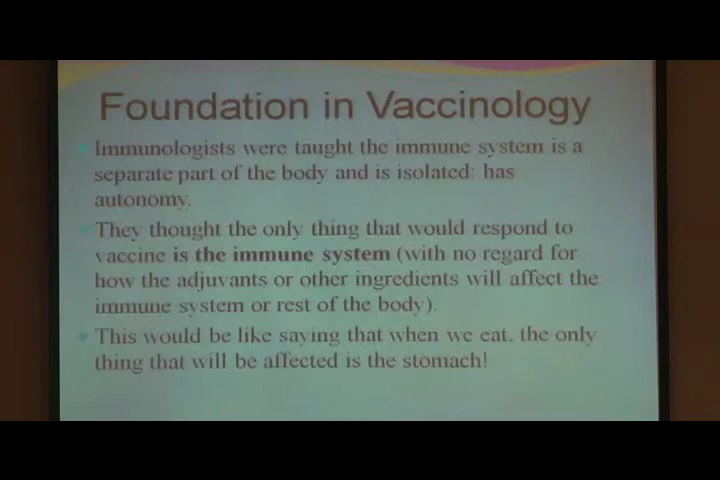 Foundation in Vaccinology
Immunologists were taught the immune system is a
separate part of the body and is isolated: has
autonomy.
They thought the only thing that would respond to
vaccine is the immune system (with no regard for
how the adjuvants or other ingredients will affect the
immune system or rest of the body).
This would be like saying that when we eat. the only
thing that will be affected is the stomach!